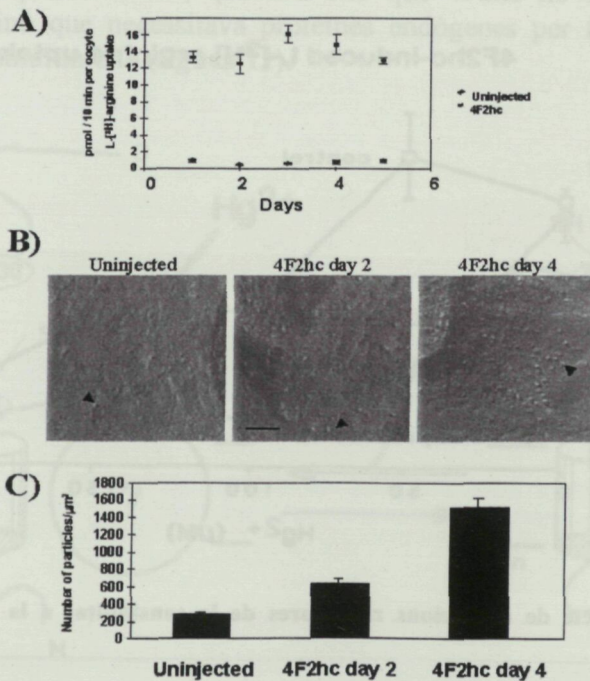 A)
16
14
12
10
8
6
4
2
0
pmol / 10 min per oocyte
L-[³H]-arginine uptake
0 2 4 6
Days
Uninjected
4F2hc
B)
Uninjected 4F2hc day 2 4F2hc day 4
C)
1800
1600
1400
1200
1000
800
600
400
200
0
Number of particles/µm²
Uninjected 4F2hc day 2 4F2hc day 4